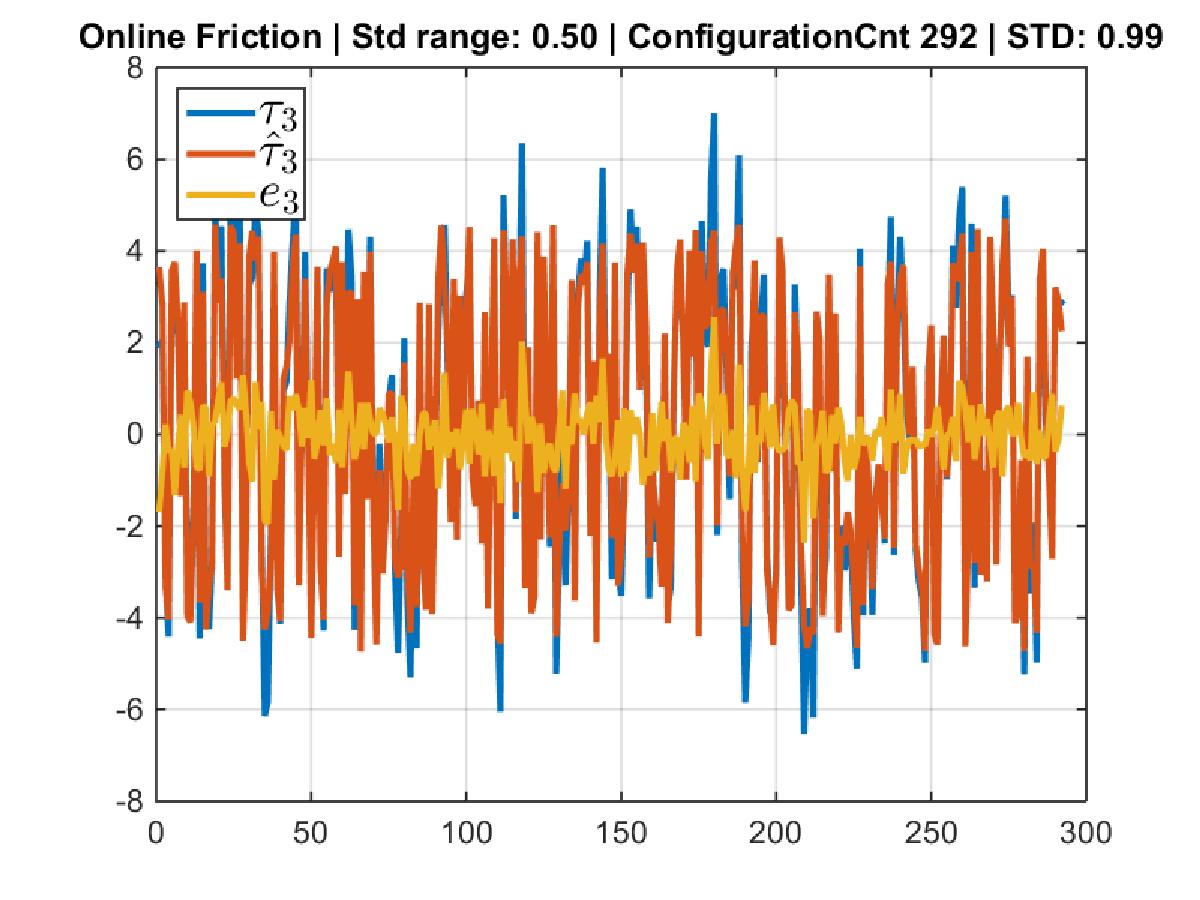 Online Friction | Std range: 0.50 | ConfigurationCnt 292 | STD: 0.99
8
6
4
2
0
-2
-4
-6
-8
τ₃
τ̂₃
e₃
0 50 100 150 200 250 300